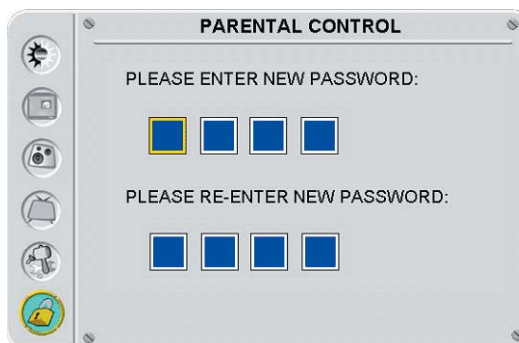 PARENTAL CONTROL
PLEASE ENTER NEW PASSWORD:
PLEASE RE-ENTER NEW PASSWORD: